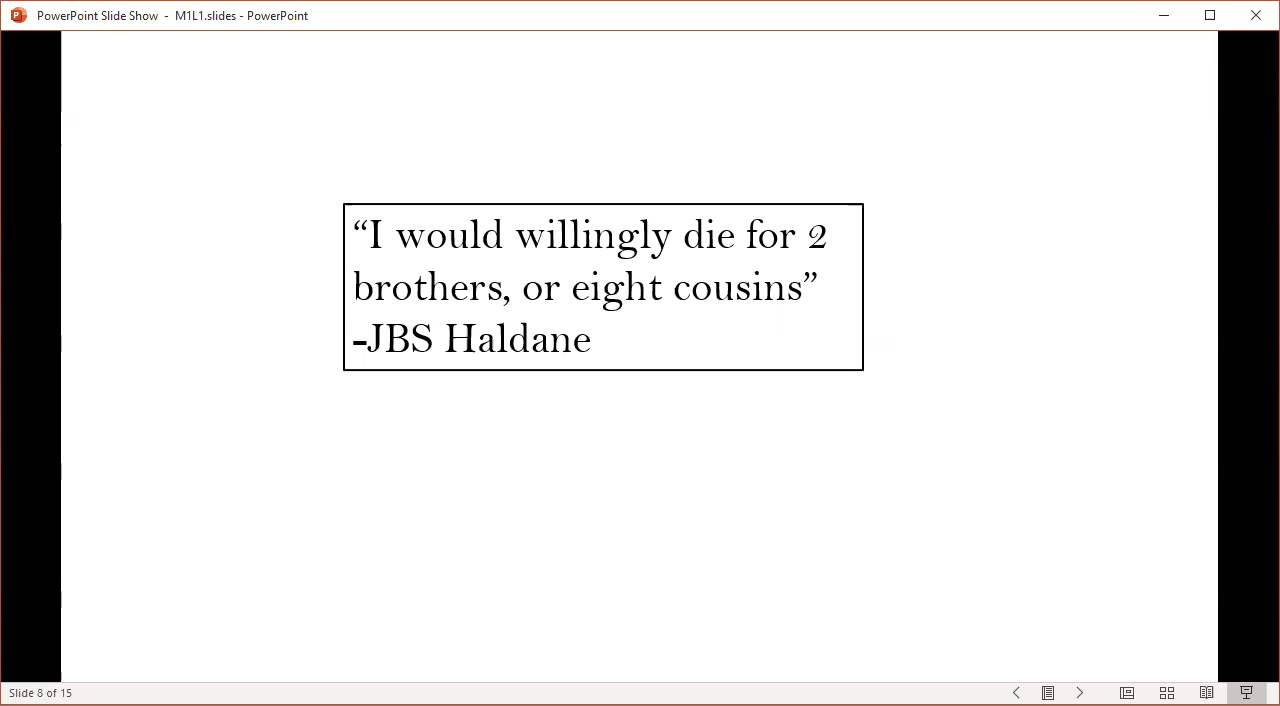 PowerPoint Slide Show - M1L1.slides - PowerPoint
“I would willingly die for 2
brothers, or eight cousins”
-JBS Haldane
Slide 8 of 15